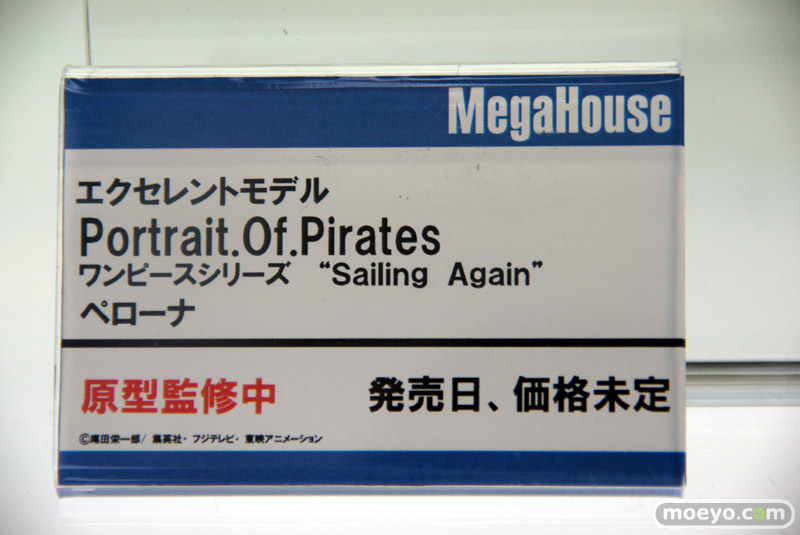 MegaHouse
エクセレントモデル
Portrait.Of.Pirates
ワンピースシリーズ “Sailing Again”
ペローナ
原型監修中 発売日、価格未定
©尾田栄一郎/ 集英社・フジテレビ・東映アニメーション
moeyo.com